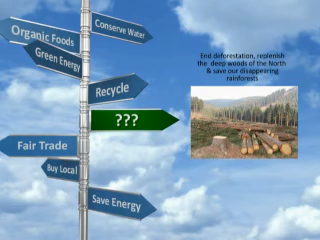 Conserve Water
Organic Foods
Green Energy
Recycle
???
Fair Trade
Buy Local
Save Energy
End deforestation, replenish
the deep woods of the North
& save our disappearing
rainforests